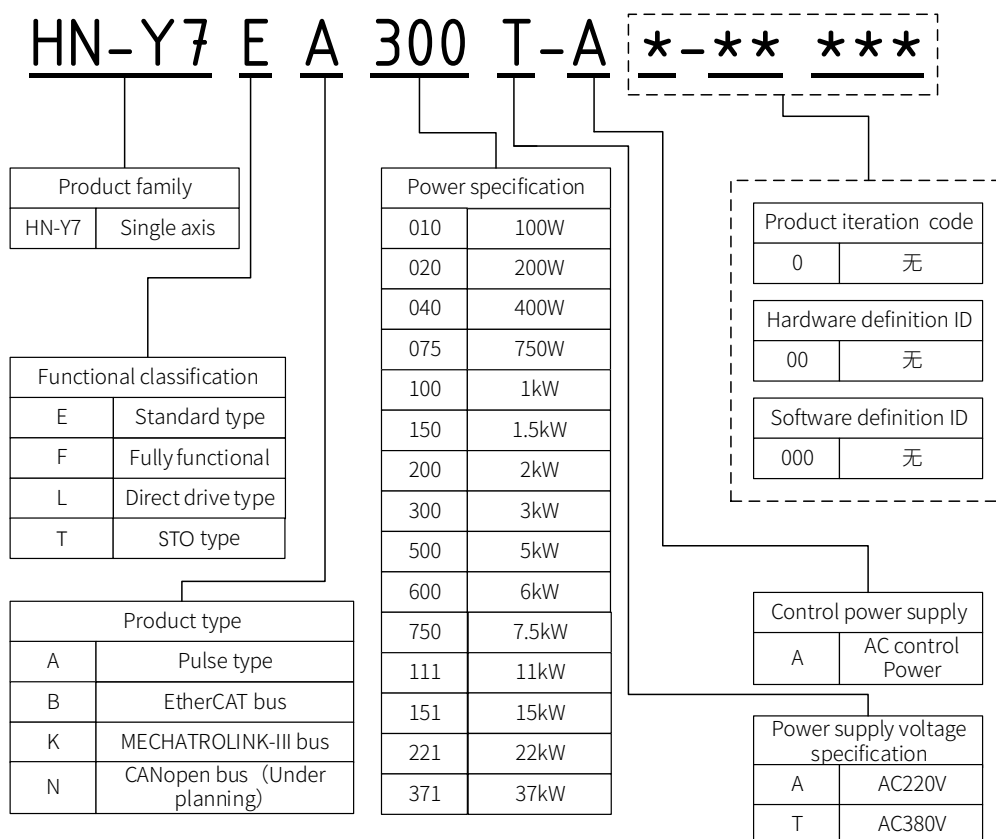 HN-Y7 E A 300 T-A *-** ***
Product family
HN-Y7 Single axis
Functional classification
E Standard type
F Fully functional
L Direct drive type
T STO type
Product type
A Pulse type
B EtherCAT bus
K MECHATROLINK-III bus
N CANopen bus（Under
planning）
Power specification
010 100W
020 200W
040 400W
075 750W
100 1kW
150 1.5kW
200 2kW
300 3kW
500 5kW
600 6kW
750 7.5kW
111 11kW
151 15kW
221 22kW
371 37kW
Product iteration code
0 无
Hardware definition ID
00 无
Software definition ID
000 无
Control power supply
A AC control
Power
Power supply voltage
specification
A AC220V
T AC380V